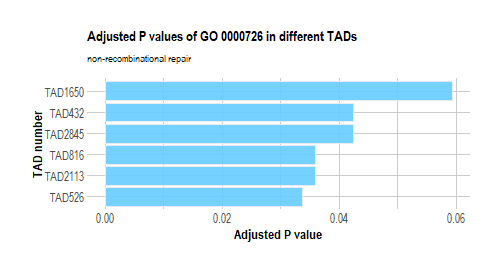 Adjusted P values of GO 0000726 in different TADs
non-recombinational repair
TAD number
TAD1650
TAD432
TAD2845
TAD816
TAD2113
TAD526
0.00 0.02 0.04 0.06
Adjusted P value